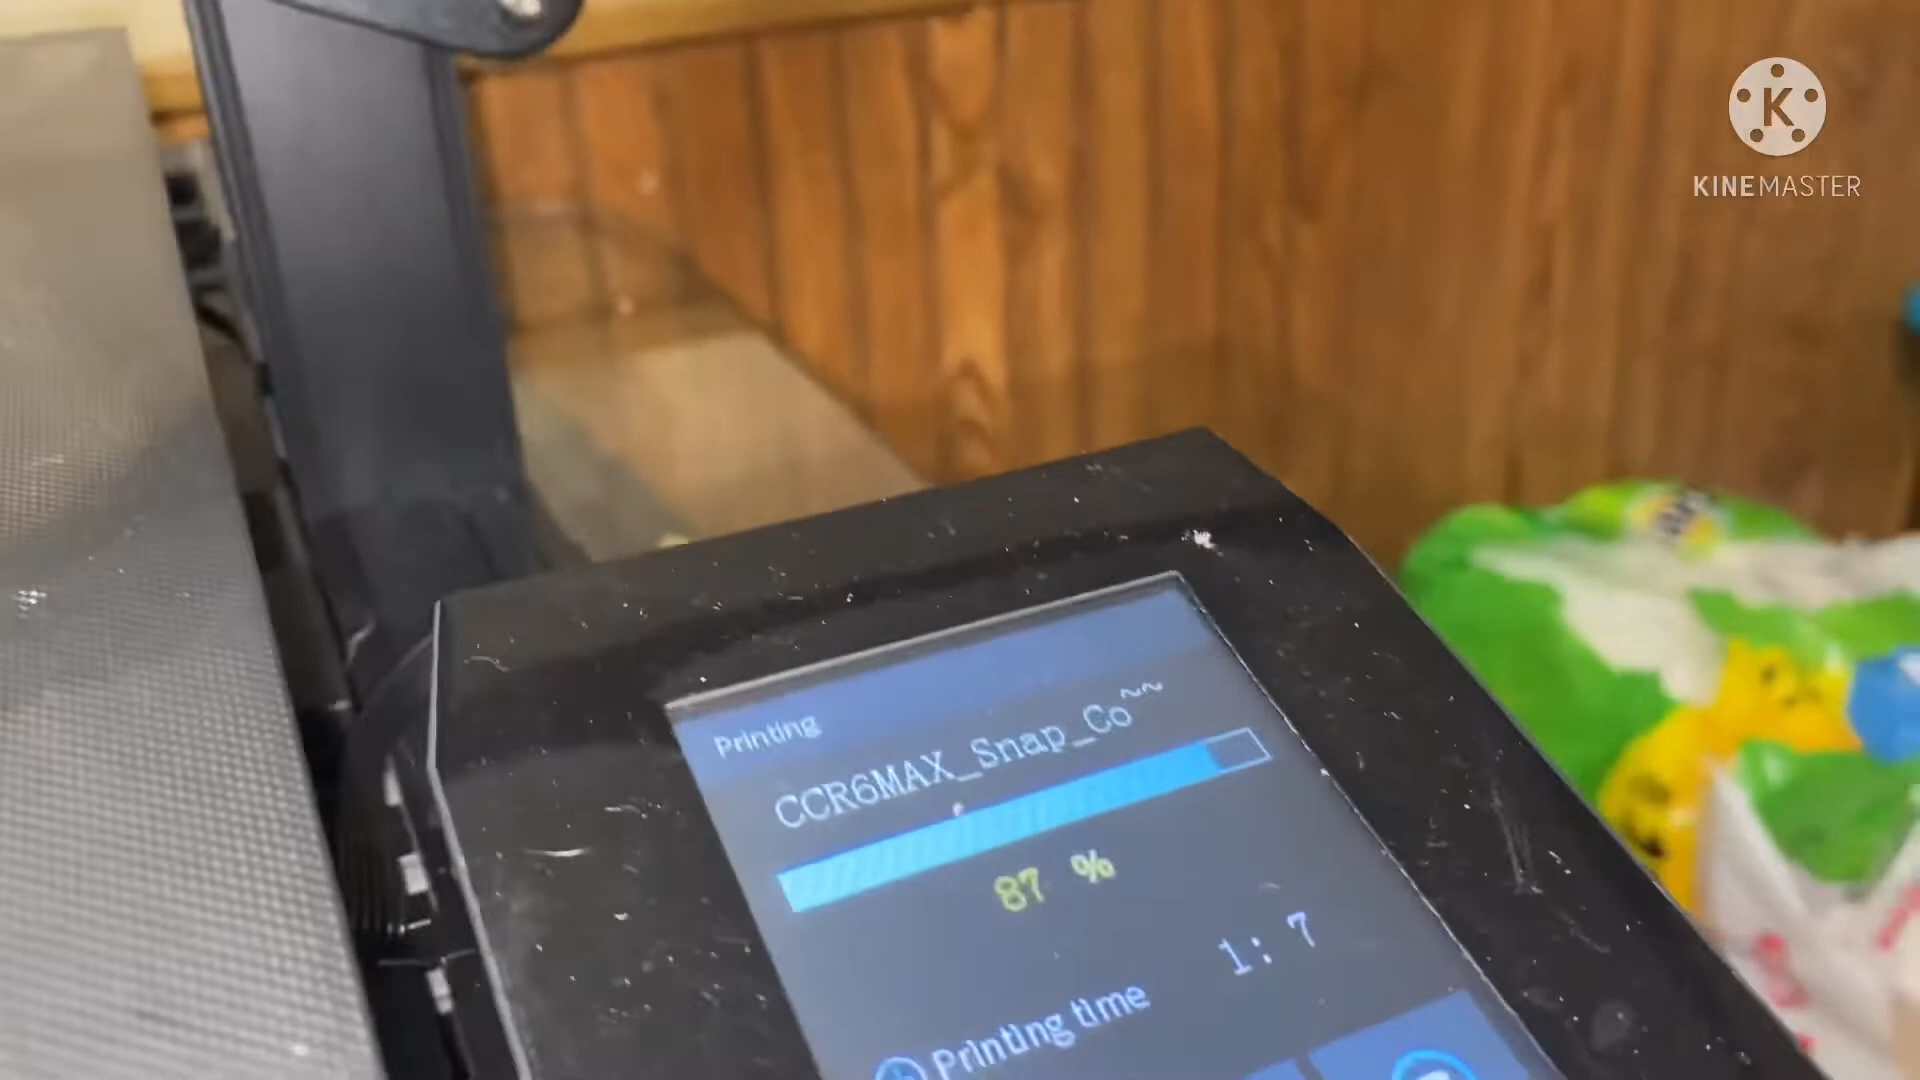 K
KINEMASTER
Printing
CCR6MAX_Snap_Co~~
87 %
1: 7
Printing time